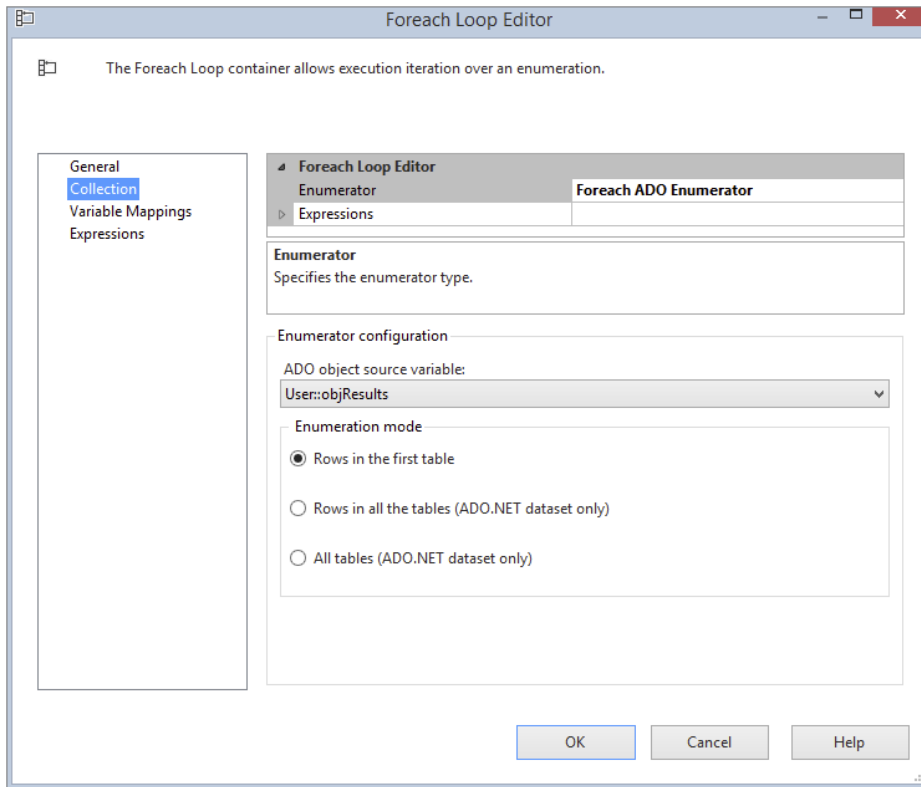 Foreach Loop Editor
The Foreach Loop container allows execution iteration over an enumeration.
General
Collection
Variable Mappings
Expressions
Foreach Loop Editor
Enumerator Foreach ADO Enumerator
Expressions
Enumerator
Specifies the enumerator type.
Enumerator configuration
ADO object source variable:
User::objResults
Enumeration mode
Rows in the first table
Rows in all the tables (ADO.NET dataset only)
All tables (ADO.NET dataset only)
OK Cancel Help